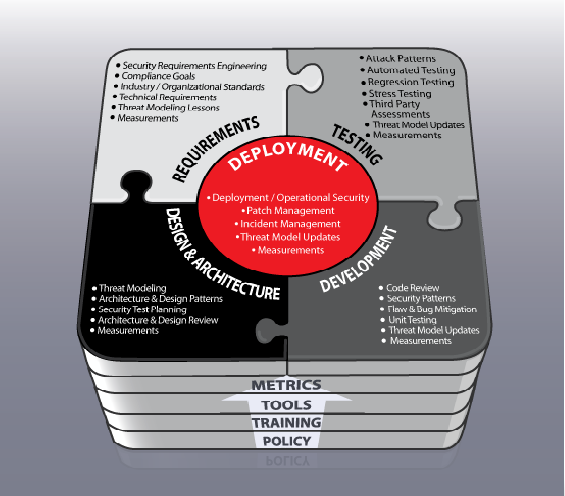 • Security Requirements Engineering
• Compliance Goals
• Industry / Organizational Standards
• Technical Requirements
• Threat Modeling Lessons
• Measurements
REQUIREMENTS
• Attack Patterns
• Automated Testing
• Regression Testing
• Stress Testing
• Third Party
Assessments
• Threat Model Updates
• Measurements
TESTING
DEPLOYMENT
• Deployment / Operational Security
• Patch Management
• Incident Management
• Threat Model Updates
• Measurements
DESIGN & ARCHITECTURE
• Threat Modeling
• Architecture & Design Patterns
• Security Test Planning
• Architecture & Design Review
• Measurements
DEVELOPMENT
• Code Review
• Security Patterns
• Flaw & Bug Mitigation
• Unit Testing
• Threat Model Updates
• Measurements
METRICS
TOOLS
TRAINING
POLICY
POLICY